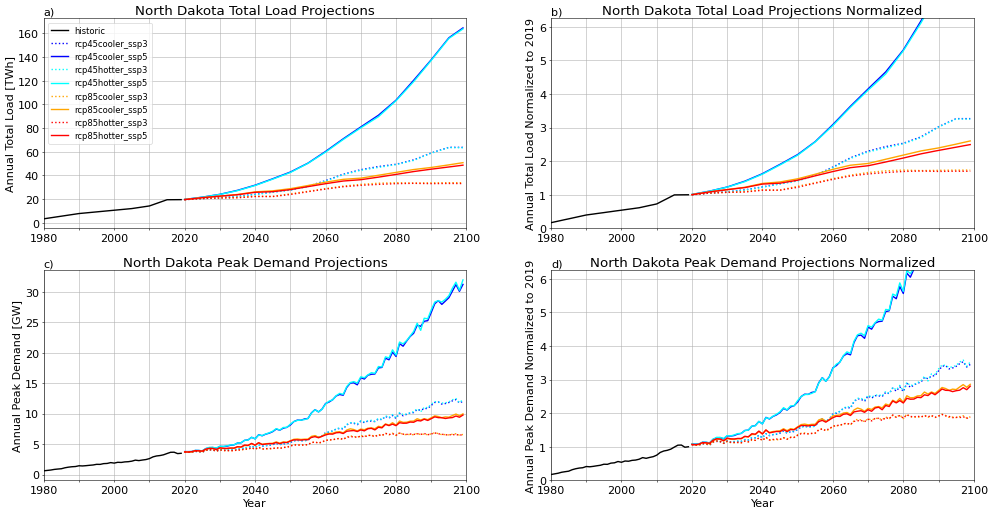 a)
North Dakota Total Load Projections
Annual Total Load [TWh]
160
140
120
100
80
60
40
20
0
historic
rcp45cooler_ssp3
rcp45cooler_ssp5
rcp45hotter_ssp3
rcp45hotter_ssp5
rcp85cooler_ssp3
rcp85cooler_ssp5
rcp85hotter_ssp3
rcp85hotter_ssp5
1980 2000 2020 2040 2060 2080 2100
b)
North Dakota Total Load Projections Normalized
Annual Total Load Normalized to 2019
6
5
4
3
2
1
0
1980 2000 2020 2040 2060 2080 2100
c)
North Dakota Peak Demand Projections
Annual Peak Demand [GW]
30
25
20
15
10
5
0
1980 2000 2020 2040 2060 2080 2100
Year
d)
North Dakota Peak Demand Projections Normalized
Annual Peak Demand Normalized to 2019
6
5
4
3
2
1
0
1980 2000 2020 2040 2060 2080 2100
Year